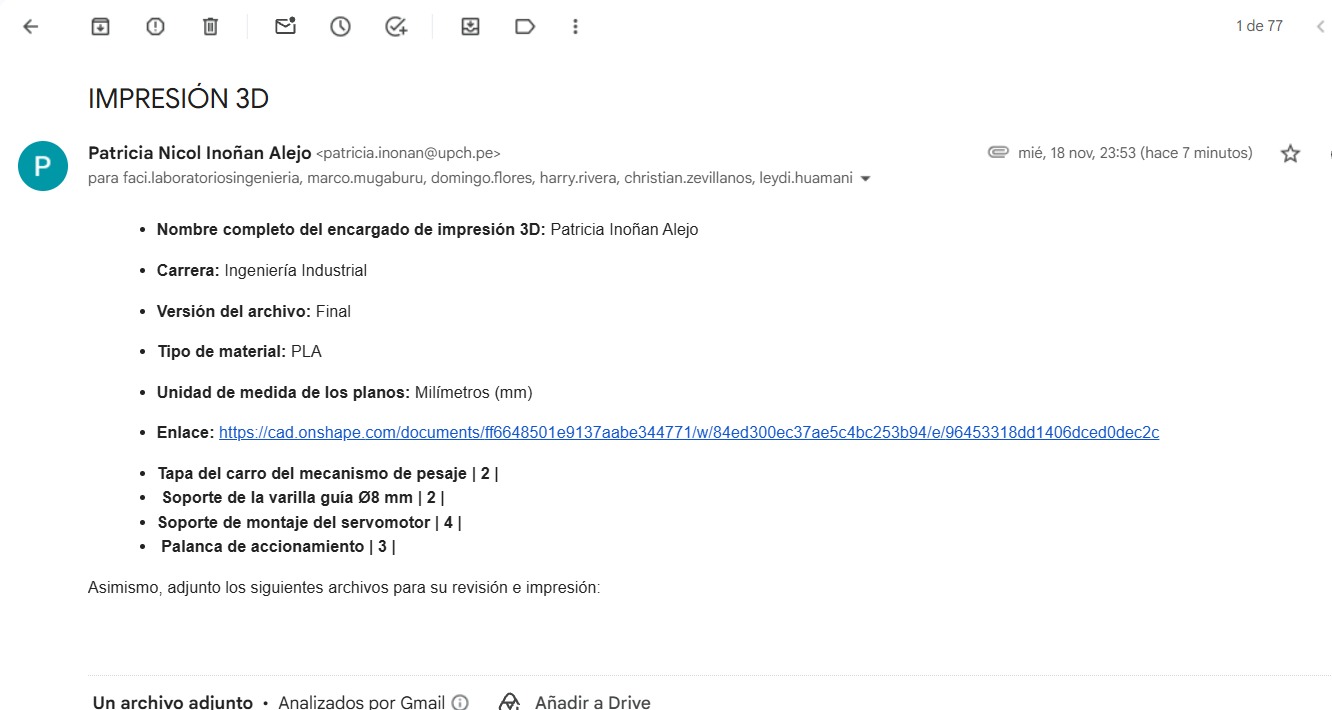 1 de 77
IMPRESIÓN 3D
P
Patricia Nicol Inoñan Alejo <patricia.inonan@upch.pe>
mié, 18 nov, 23:53 (hace 7 minutos)
para faci.laboratoriosingenieria, marco.mugaburu, domingo.flores, harry.rivera, christian.zevillanos, leydi.huamani
• Nombre completo del encargado de impresión 3D: Patricia Inoñan Alejo
• Carrera: Ingeniería Industrial
• Versión del archivo: Final
• Tipo de material: PLA
• Unidad de medida de los planos: Milímetros (mm)
• Enlace: https://cad.onshape.com/documents/ff6648501e9137aabe344771/w/84ed300ec37ae5c4bc253b94/e/96453318dd1406dced0dec2c
• Tapa del carro del mecanismo de pesaje | 2 |
• Soporte de la varilla guía Ø8 mm | 2 |
• Soporte de montaje del servomotor | 4 |
• Palanca de accionamiento | 3 |
Asimismo, adjunto los siguientes archivos para su revisión e impresión:
Un archivo adjunto • Analizados por Gmail Añadir a Drive